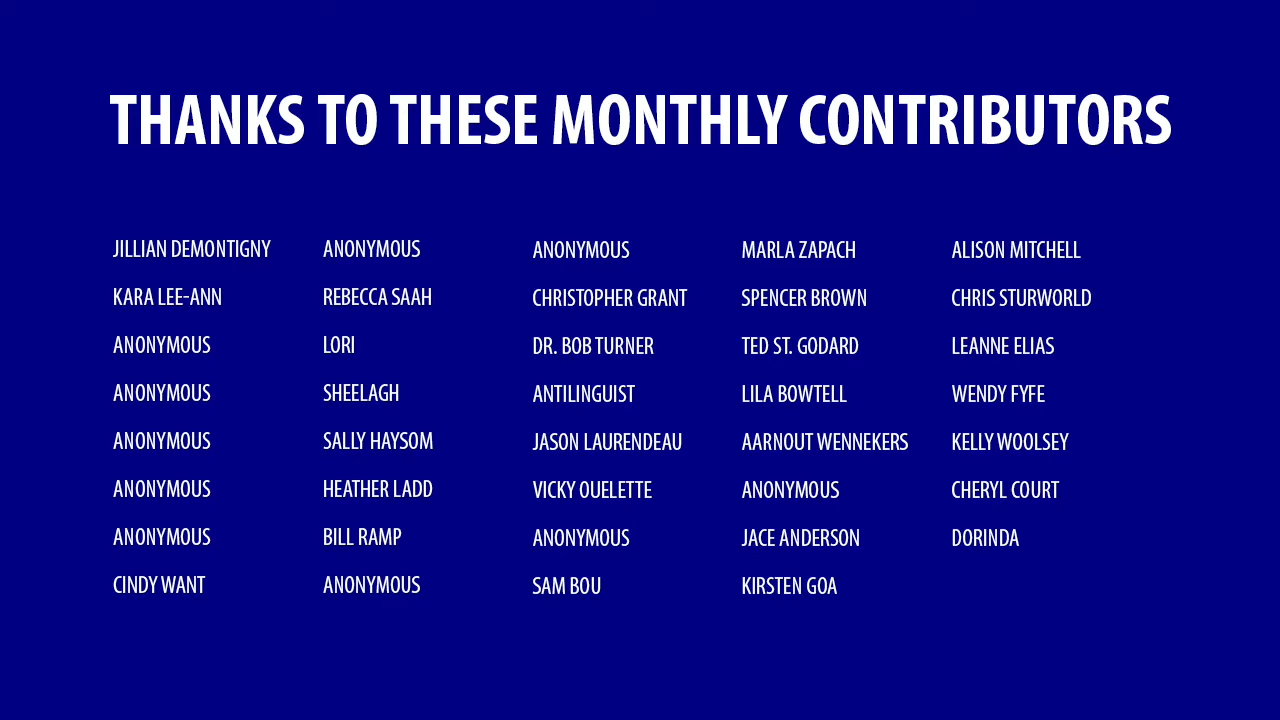 THANKS TO THESE MONTHLY CONTRIBUTORS
JILLIAN DEMONTIGNY
KARA LEE-ANN
ANONYMOUS
ANONYMOUS
ANONYMOUS
ANONYMOUS
ANONYMOUS
CINDY WANT
ANONYMOUS
REBECCA SAAH
LORI
SHEELAGH
SALLY HAYSOM
HEATHER LADD
BILL RAMP
ANONYMOUS
ANONYMOUS
CHRISTOPHER GRANT
DR. BOB TURNER
ANTILINGUIST
JASON LAURENDEAU
VICKY OUELETTE
ANONYMOUS
SAM BOU
MARLA ZAPACH
SPENCER BROWN
TED ST. GODARD
LILA BOWTELL
AARNOUT WENNEKERS
ANONYMOUS
JACE ANDERSON
KIRSTEN GOA
ALISON MITCHELL
CHRIS STURWORLD
LEANNE ELIAS
WENDY FYFE
KELLY WOOLSEY
CHERYL COURT
DORINDA